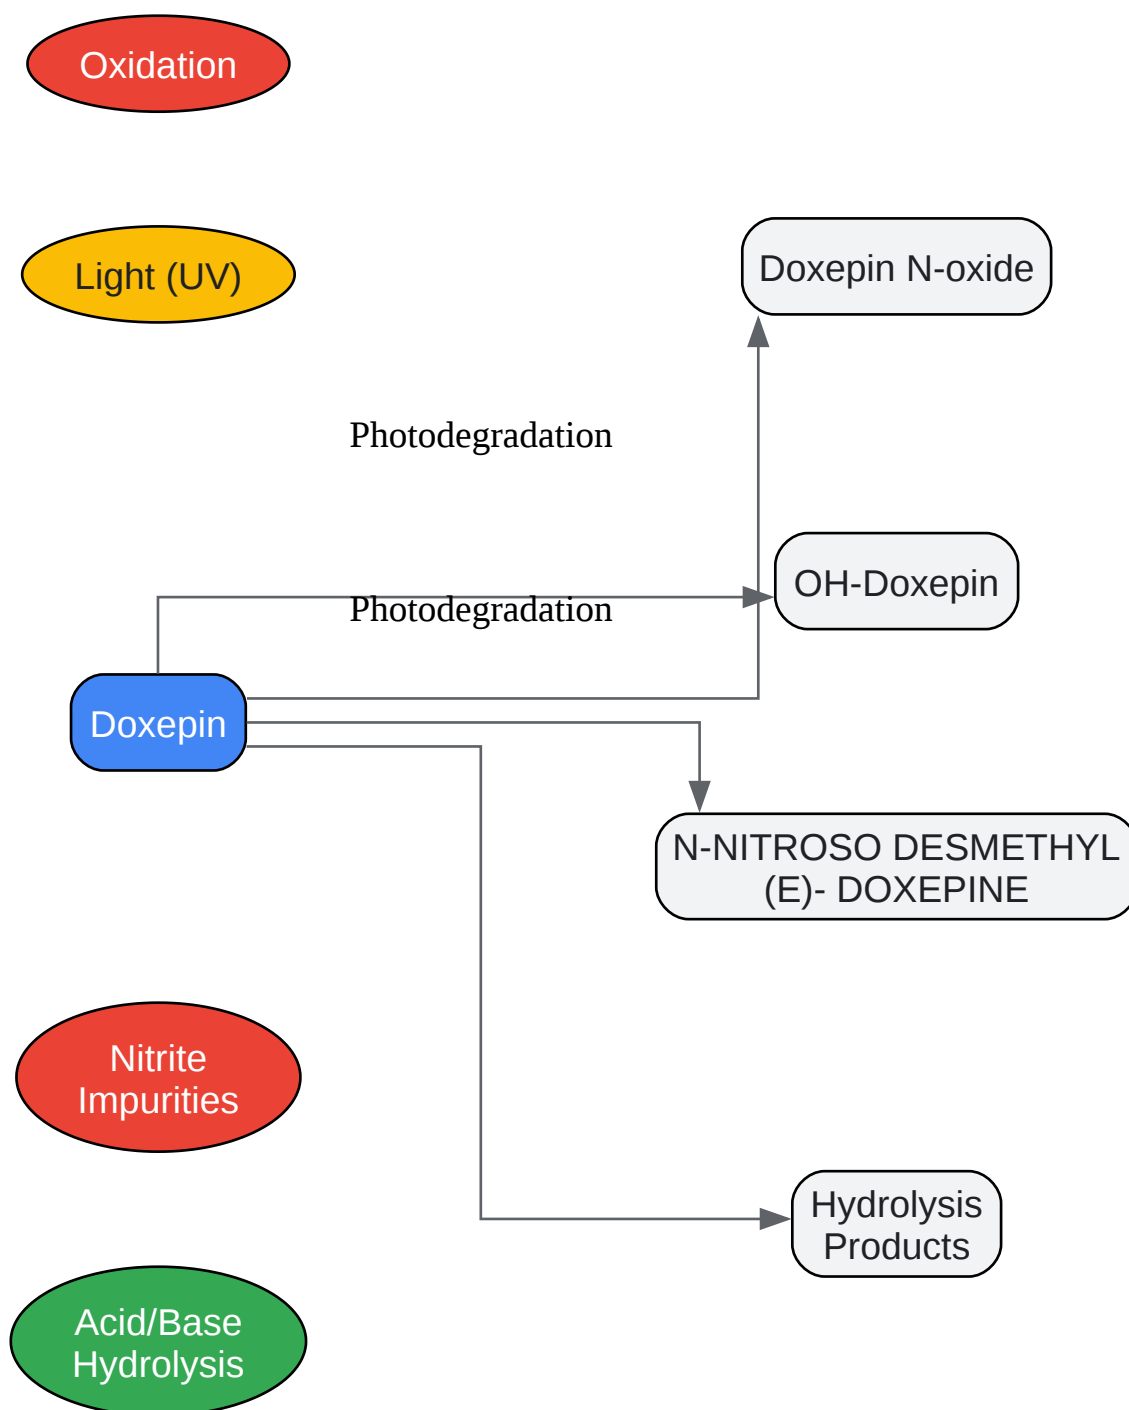 Oxidation
Light (UV)
Doxepin N-oxide
Photodegradation
OH-Doxepin
Photodegradation
Doxepin
N-NITROSO DESMETHYL
(E)- DOXEPINE
Nitrite
Impurities
Hydrolysis
Products
Acid/Base
Hydrolysis